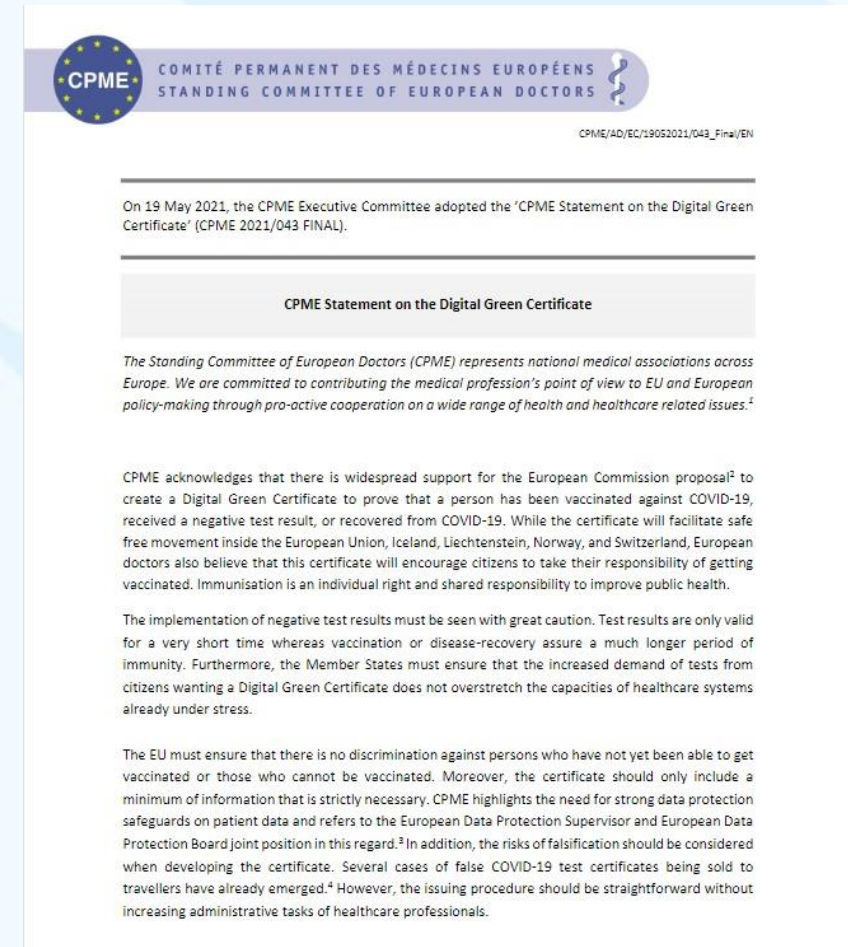 CPME
COMITÉ PERMANENT DES MÉDECINS EUROPÉENS
STANDING COMMITTEE OF EUROPEAN DOCTORS
CPME/AD/EC/19052021/043_Final/EN
On 19 May 2021, the CPME Executive Committee adopted the 'CPME Statement on the Digital Green
Certificate' (CPME 2021/043 FINAL).
CPME Statement on the Digital Green Certificate
The Standing Committee of European Doctors (CPME) represents national medical associations across
Europe. We are committed to contributing the medical profession's point of view to EU and European
policy-making through pro-active cooperation on a wide range of health and healthcare related issues.¹
CPME acknowledges that there is widespread support for the European Commission proposal² to
create a Digital Green Certificate to prove that a person has been vaccinated against COVID-19,
received a negative test result, or recovered from COVID-19. While the certificate will facilitate safe
free movement inside the European Union, Iceland, Liechtenstein, Norway, and Switzerland, European
doctors also believe that this certificate will encourage citizens to take their responsibility of getting
vaccinated. Immunisation is an individual right and shared responsibility to improve public health.
The implementation of negative test results must be seen with great caution. Test results are only valid
for a very short time whereas vaccination or disease-recovery assure a much longer period of
immunity. Furthermore, the Member States must ensure that the increased demand of tests from
citizens wanting a Digital Green Certificate does not overstretch the capacities of healthcare systems
already under stress.
The EU must ensure that there is no discrimination against persons who have not yet been able to get
vaccinated or those who cannot be vaccinated. Moreover, the certificate should only include a
minimum of information that is strictly necessary. CPME highlights the need for strong data protection
safeguards on patient data and refers to the European Data Protection Supervisor and European Data
Protection Board joint position in this regard.³ In addition, the risks of falsification should be considered
when developing the certificate. Several cases of false COVID-19 test certificates being sold to
travellers have already emerged.⁴ However, the issuing procedure should be straightforward without
increasing administrative tasks of healthcare professionals.